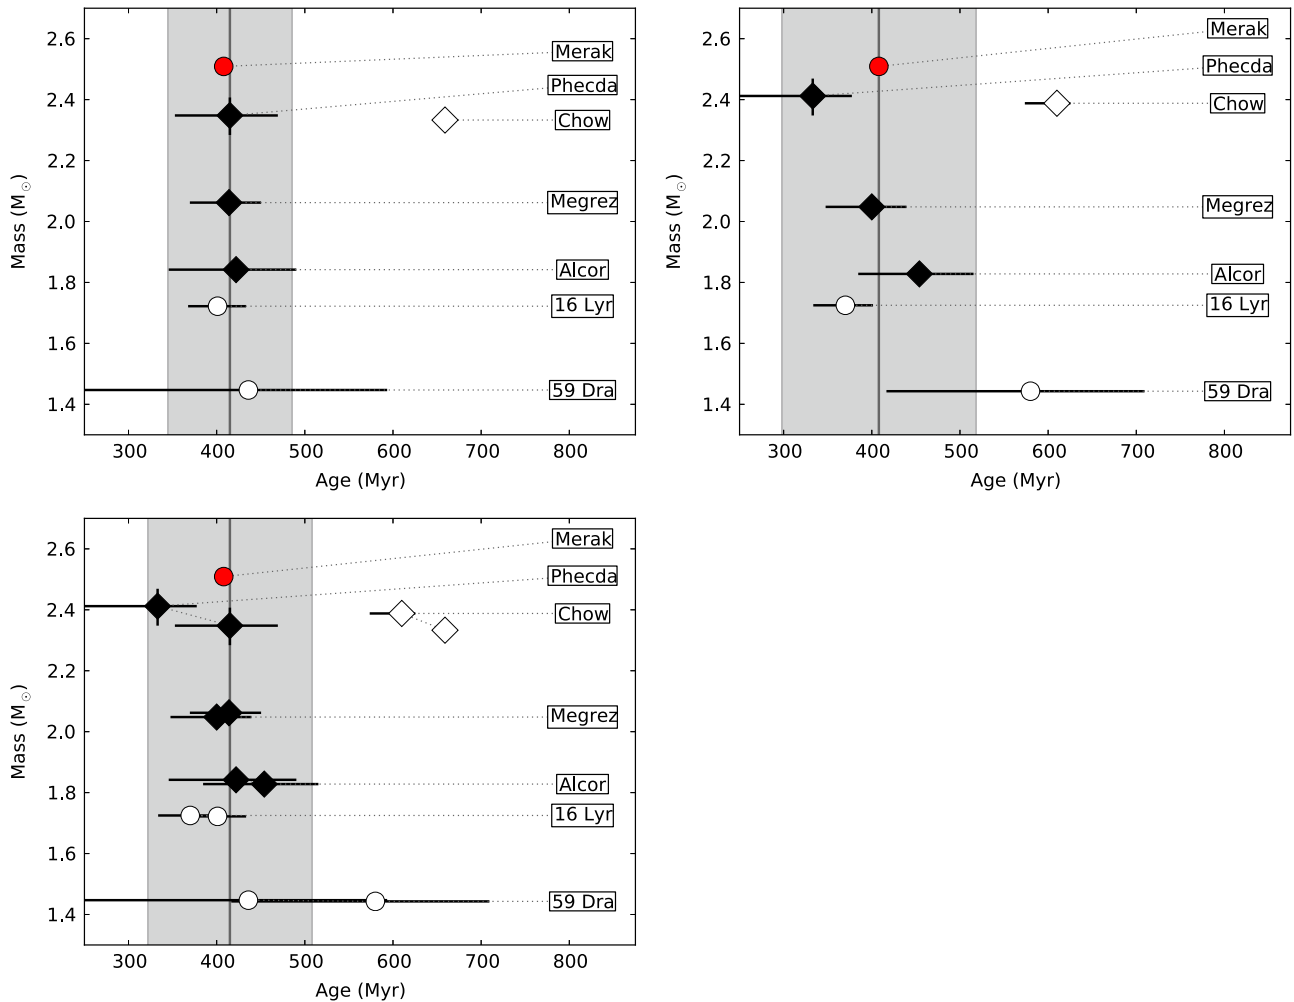 2.6
2.4
2.2
2.0
1.8
1.6
1.4
Mass (M☉)
Merak
Phecda
Chow
Megrez
Alcor
16 Lyr
59 Dra
300 400 500 600 700 800
Age (Myr)
2.6
2.4
2.2
2.0
1.8
1.6
1.4
Mass (M☉)
Merak
Phecda
Chow
Megrez
Alcor
16 Lyr
59 Dra
300 400 500 600 700 800
Age (Myr)
2.6
2.4
2.2
2.0
1.8
1.6
1.4
Mass (M☉)
Merak
Phecda
Chow
Megrez
Alcor
16 Lyr
59 Dra
300 400 500 600 700 800
Age (Myr)